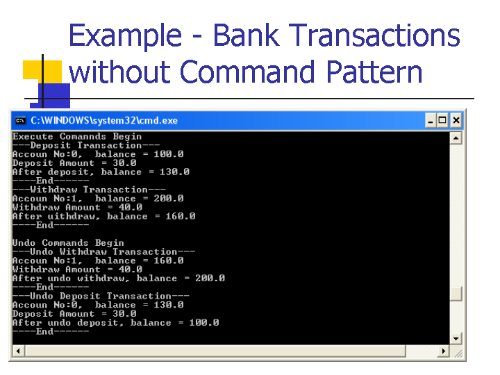 Example - Bank Transactions
without Command Pattern
C:\WINDOWS\system32\cmd.exe
Execute Comannds Begin
---Deposit Transaction---
Accoun No:0,  balance = 100.0
Deposit Amount = 30.0
After deposit, balance = 130.0
----End------
---Withdraw Transaction---
Accoun No:1,  balance = 200.0
Withdraw Amount = 40.0
After withdraw, balance = 160.0
----End------
Undo Commands Begin
---Undo Withdraw Transaction---
Accoun No:1,  balance = 160.0
Withdraw Amount = 40.0
After undo withdraw, balance = 200.0
----End------
---Undo Deposit Transaction---
Accoun No:0,  balance = 130.0
Deposit Amount = 30.0
After undo deposit, balance = 100.0
----End------